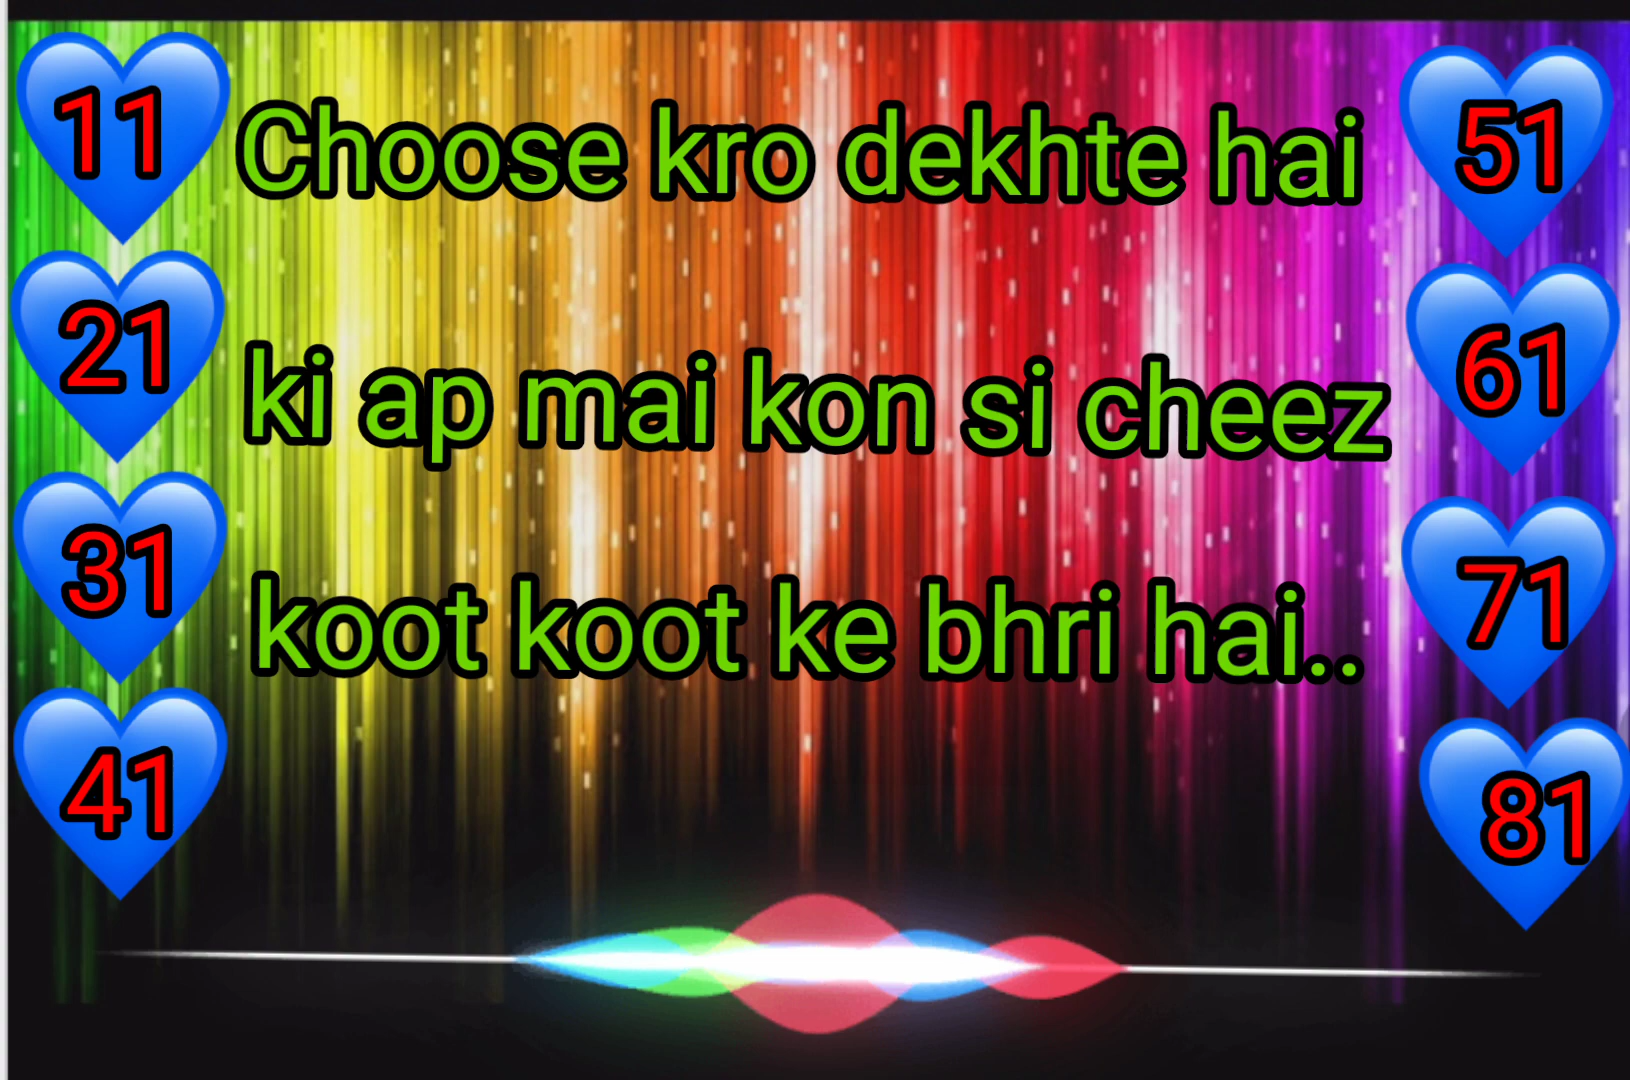 11
Choose kro dekhte hai
51
21
ki ap mai kon si cheez
61
31
koot koot ke bhri hai..
71
41
81